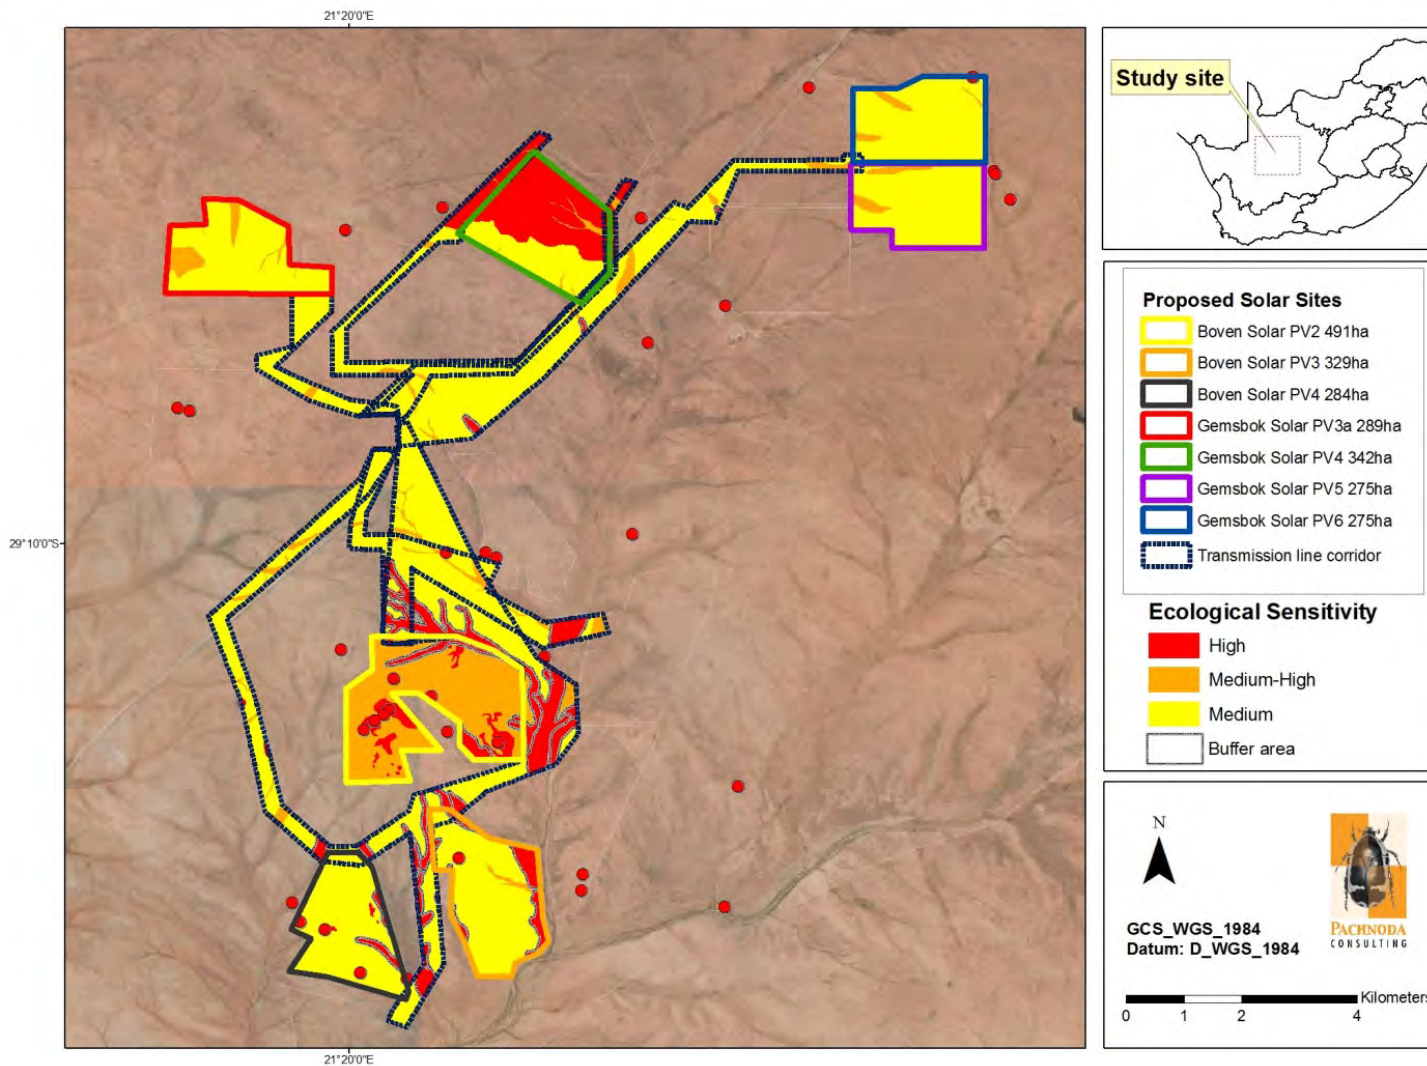 21°20'0"E
Study site
29°10'0"S
Proposed Solar Sites
Boven Solar PV2 491ha
Boven Solar PV3 329ha
Boven Solar PV4 284ha
Gemsbok Solar PV3a 289ha
Gemsbok Solar PV4 342ha
Gemsbok Solar PV5 275ha
Gemsbok Solar PV6 275ha
Transmission line corridor
Ecological Sensitivity
High
Medium-High
Medium
Buffer area
N
GCS_WGS_1984
Datum: D_WGS_1984
PACHNODA
CONSULTING
Kilometers
0 1 2 4
21°20'0"E